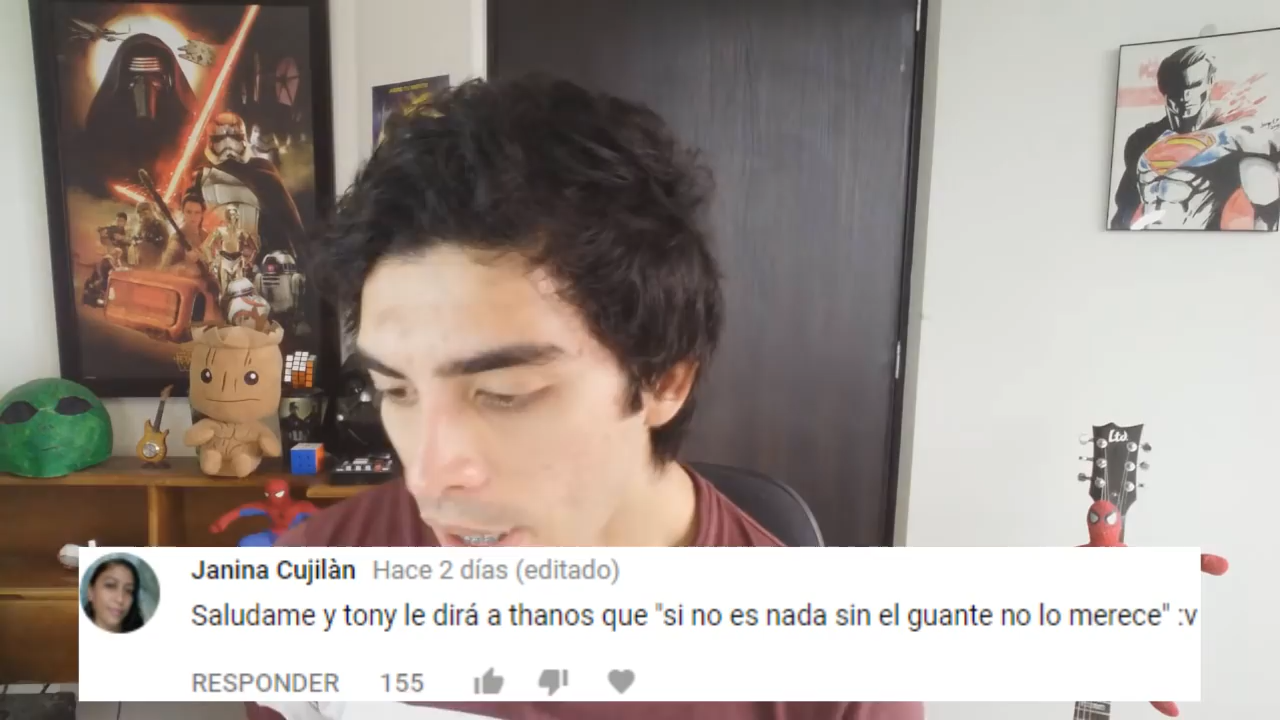 Ltd
Janina Cujilàn Hace 2 días (editado)
Saludame y tony le dirá a thanos que "si no es nada sin el guante no lo merece" :v
RESPONDER 155